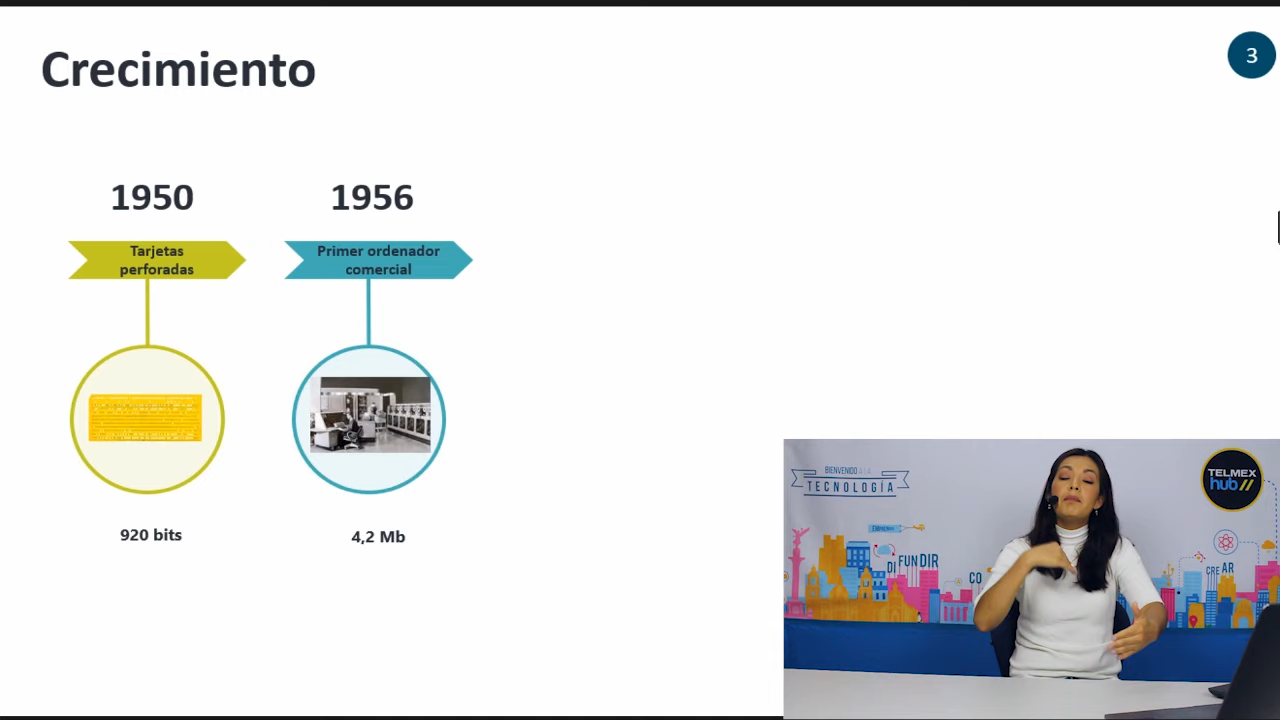 Crecimiento
3
1950
1956
Tarjetas
perforadas
Primer ordenador
comercial
920 bits
4,2 Mb
BIENVENIDO A LA
TECNOLOGÍA
TELMEX
hub//
DIFUNDIR
CO
CREAR